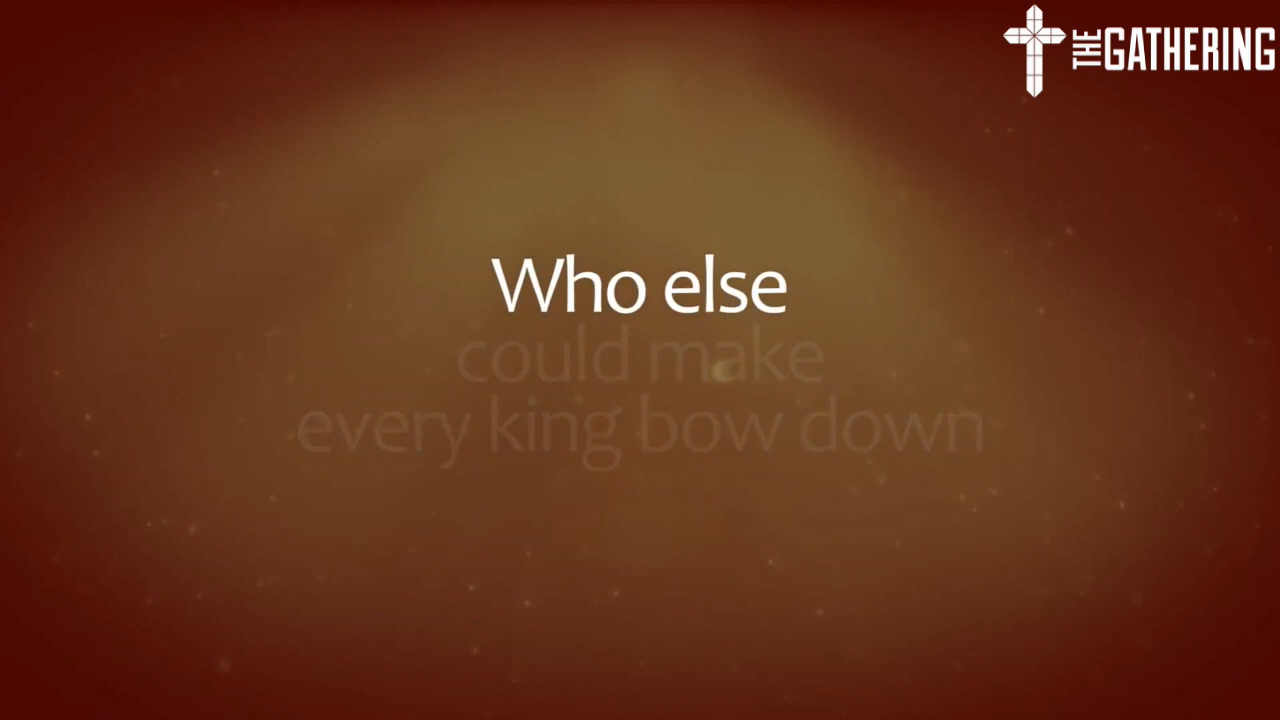 THE GATHERING
Who else
could make
every king bow down